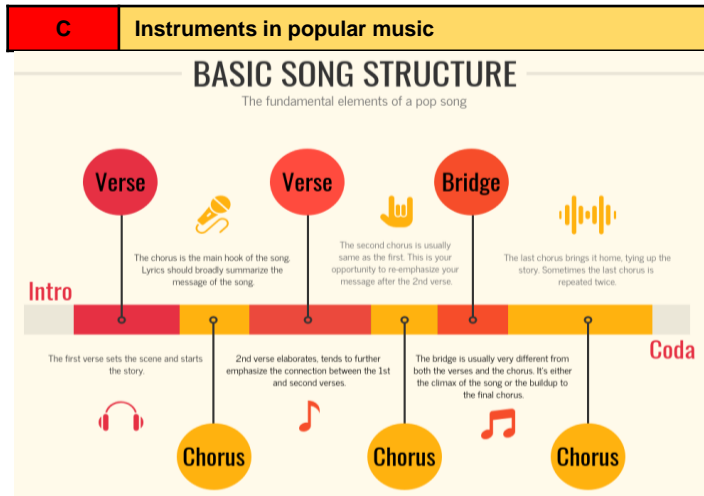 C
Instruments in popular music
BASIC SONG STRUCTURE
The fundamental elements of a pop song
Verse
Verse
Bridge
The chorus is the main hook of the song.
Lyrics should broadly summarize the
message of the song.
The second chorus is usually
same as the first. This is your
opportunity to re-emphasize your
message after the 2nd verse.
The last chorus brings it home, tying up the
story. Sometimes the last chorus is
repeated twice.
Intro
Coda
The first verse sets the scene and starts
the story.
2nd verse elaborates, tends to further
emphasize the connection between the 1st
and second verses.
The bridge is usually very different from
both the verses and the chorus. It's either
the climax of the song or the buildup to
the final chorus.
Chorus
Chorus
Chorus